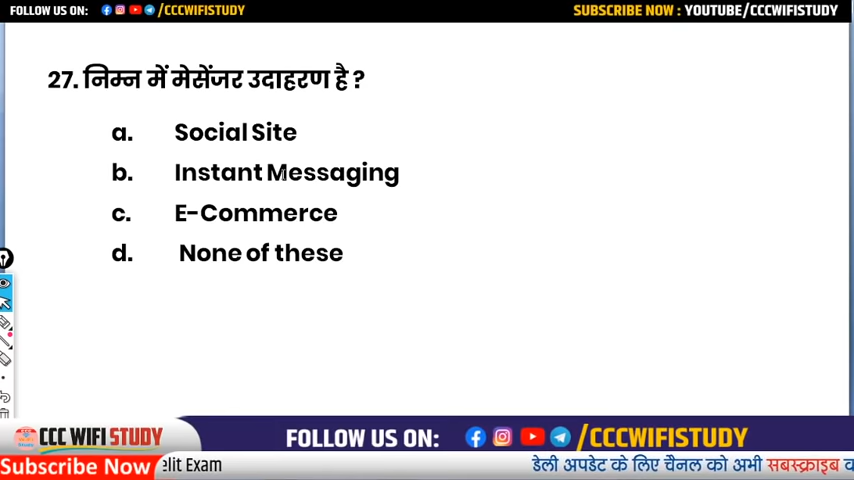 FOLLOW US ON: /CCCWIFISTUDY
SUBSCRIBE NOW : YOUTUBE/CCCWIFISTUDY
27. निम्न में मेसेंजर उदाहरण है ?
a. Social Site
b. Instant Messaging
c. E-Commerce
d. None of these
CCC WIFI STUDY
FOLLOW US ON: /CCCWIFISTUDY
Subscribe Now
elit Exam
डेली अपडेट के लिए चैनल को अभी सबस्क्राइब